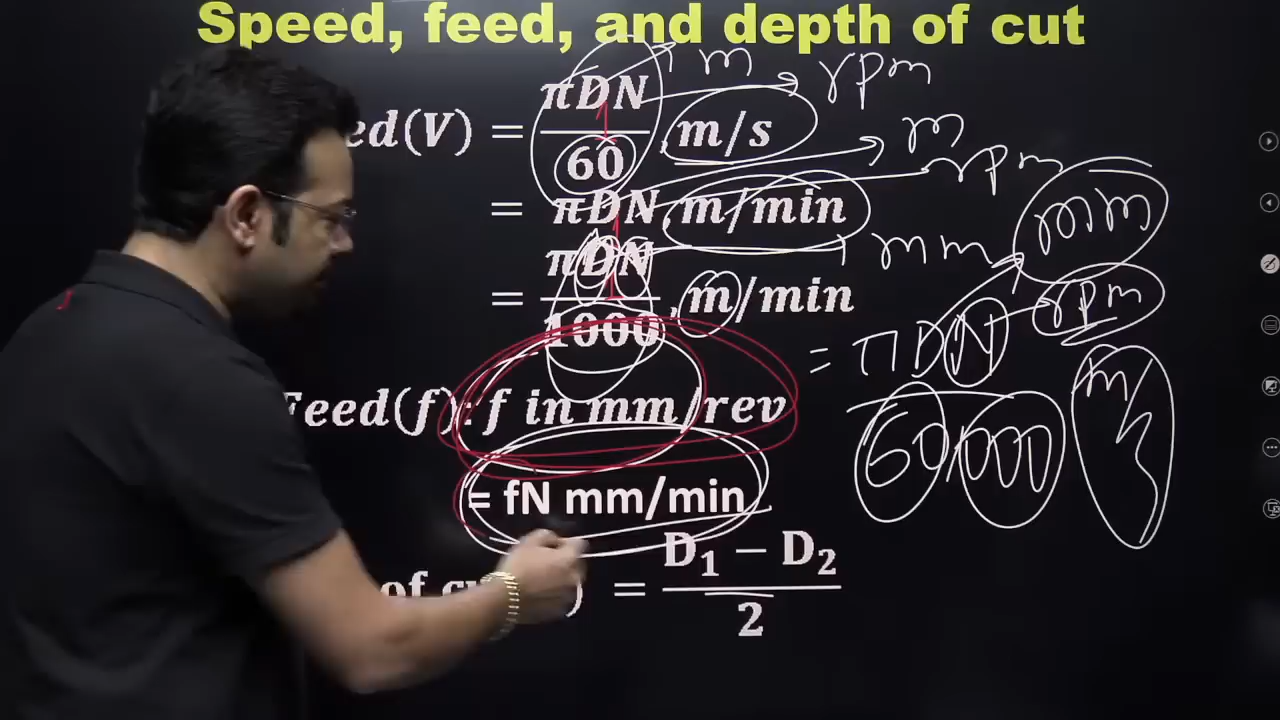 Speed, feed, and depth of cut
ed(V) = πDN/60, m/s
m
rpm
= πDN, m/min
m
rpm
= πDN/1000, m/min
mm
= πDN/60,000 m/s
mm
rpm
Feed(f): f in mm/rev
= fN mm/min
of cu ) = D₁ − D₂/2